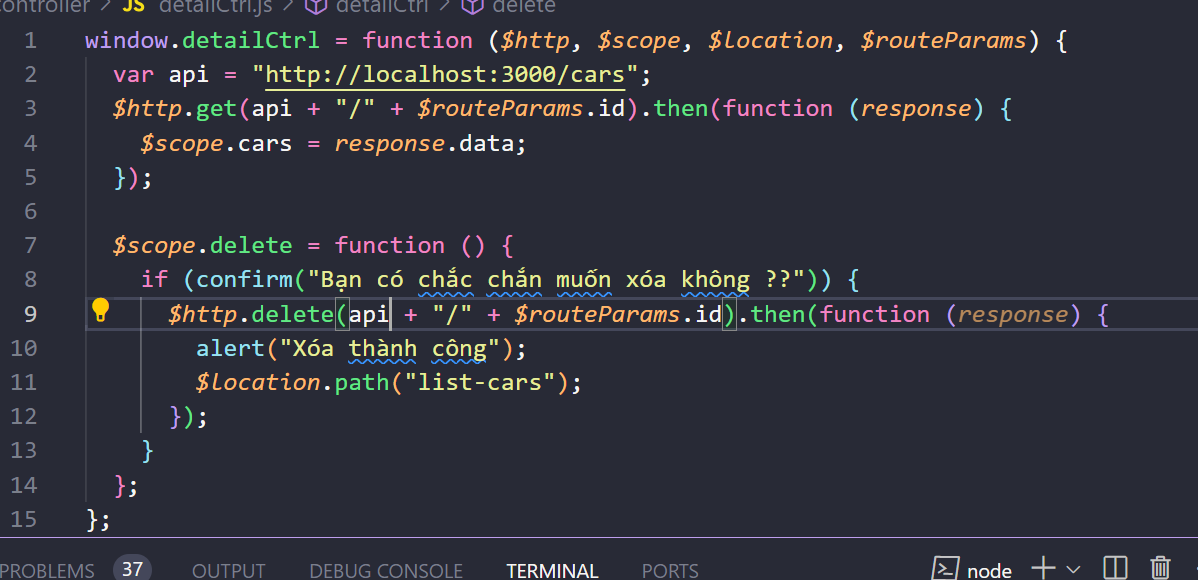 controller > JS detailCtrl.js > detailCtrl > delete
1 window.detailCtrl = function ($http, $scope, $location, $routeParams) {
2 var api = "http://localhost:3000/cars";
3 $http.get(api + "/" + $routeParams.id).then(function (response) {
4 $scope.cars = response.data;
5 });
6
7 $scope.delete = function () {
8 if (confirm("Bạn có chắc chắn muốn xóa không ??")) {
9 $http.delete(api + "/" + $routeParams.id).then(function (response) {
10 alert("Xóa thành công");
11 $location.path("list-cars");
12 });
13 }
14 };
15 };
PROBLEMS 37 OUTPUT DEBUG CONSOLE TERMINAL PORTS node